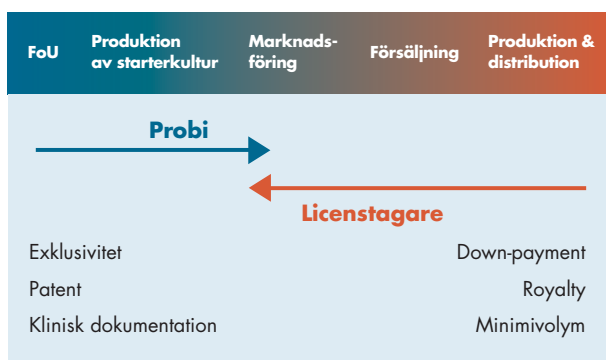 FoU
Produktion
av starterkultur
Marknads-
föring
Försäljning
Produktion &
distribution
Probi
Licenstagare
Exklusivitet
Down-payment
Patent
Royalty
Klinisk dokumentation
Minimivolym